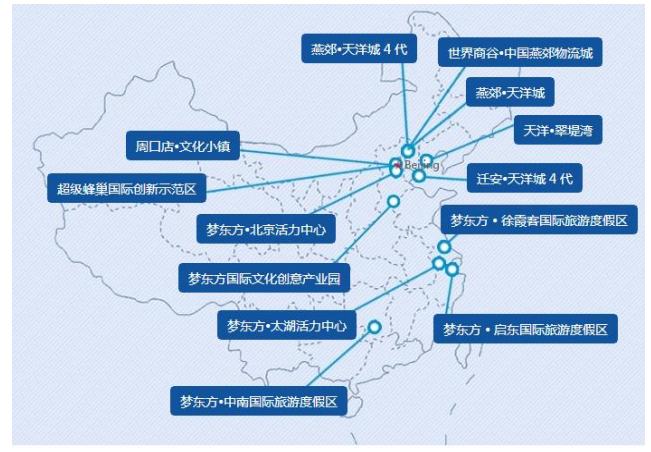 燕郊•天洋城 4 代
世界商谷•中国燕郊物流城
燕郊•天洋城
天洋•翠堤湾
周口店•文化小镇
Beijing
超级蜂巢国际创新示范区
迁安•天洋城 4 代
梦东方•北京活力中心
梦东方 • 徐霞客国际旅游度假区
梦东方国际文化创意产业园
梦东方•太湖活力中心
梦东方 • 启东国际旅游度假区
梦东方•中南国际旅游度假区